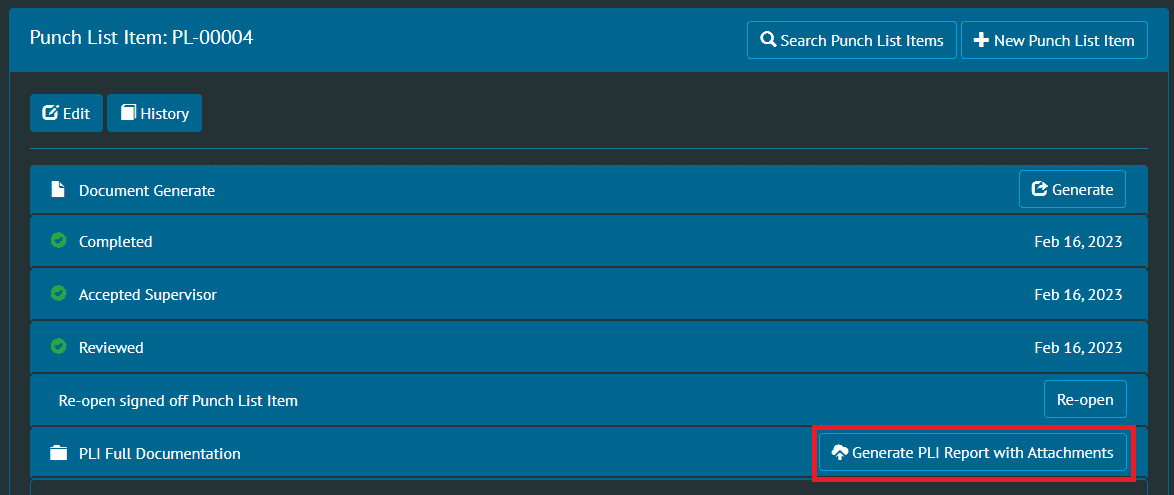 Punch List Item: PL-00004
Search Punch List Items
New Punch List Item
Edit
History
Document Generate
Generate
Completed
Feb 16, 2023
Accepted Supervisor
Feb 16, 2023
Reviewed
Feb 16, 2023
Re-open signed off Punch List Item
Re-open
PLI Full Documentation
Generate PLI Report with Attachments